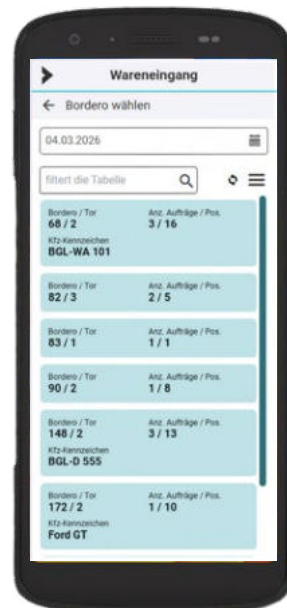 Wareneingang
Bordero wählen
04.03.2026
filtert die Tabelle
Bordero / Tor Anz. Aufträge / Pos.
68 / 2 3 / 16
Kfz-Kennzeichen
BGL-WA 101
Bordero / Tor Anz. Aufträge / Pos.
82 / 3 2 / 5
Bordero / Tor Anz. Aufträge / Pos.
83 / 1 1 / 1
Bordero / Tor Anz. Aufträge / Pos.
90 / 2 1 / 8
Bordero / Tor Anz. Aufträge / Pos.
148 / 2 3 / 13
Kfz-Kennzeichen
BGL-D 555
Bordero / Tor Anz. Aufträge / Pos.
172 / 2 1 / 10
Kfz-Kennzeichen
Ford GT